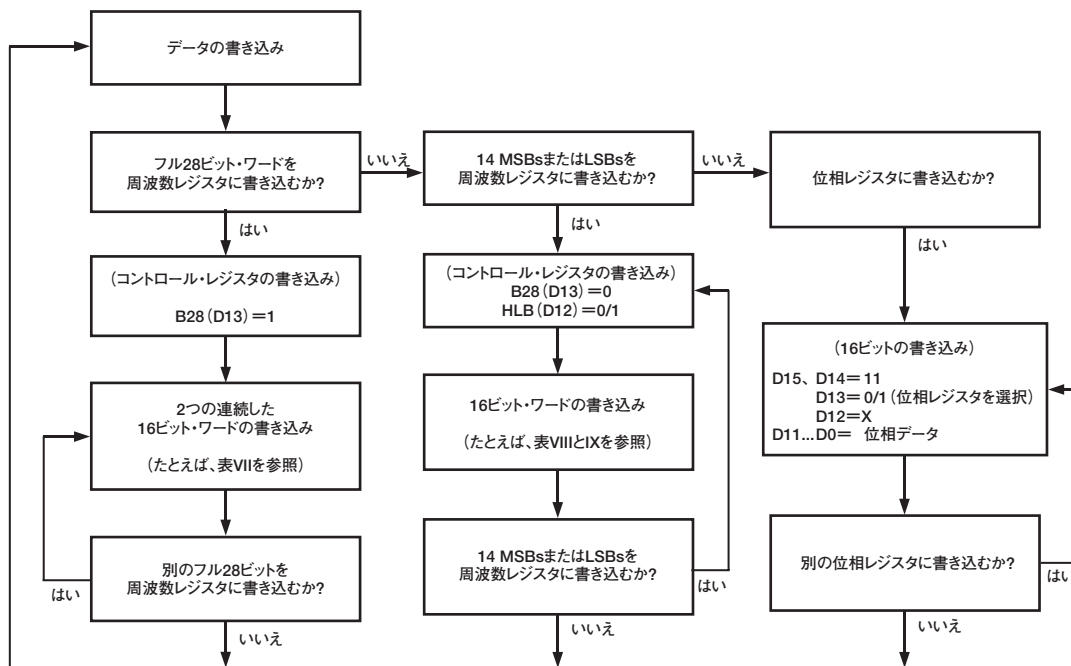 データの書き込み
フル28ビット・ワードを
周波数レジスタに書き込むか?
いいえ
14 MSBsまたはLSBsを
周波数レジスタに書き込むか?
いいえ
位相レジスタに書き込むか?
はい
はい
はい
(コントロール・レジスタの書き込み)
B28(D13)=1
(コントロール・レジスタの書き込み)
B28(D13)=0
HLB(D12)=0/1
(16ビットの書き込み)
D15、D14=11
D13=0/1(位相レジスタを選択)
D12=X
D11...D0= 位相データ
2つの連続した
16ビット・ワードの書き込み
(たとえば、表VIIを参照)
16ビット・ワードの書き込み
(たとえば、表VIIIとIXを参照)
別のフル28ビットを
周波数レジスタに書き込むか?
はい
14 MSBsまたはLSBsを
周波数レジスタに書き込むか?
はい
別の位相レジスタに書き込むか?
はい
いいえ
いいえ
いいえ